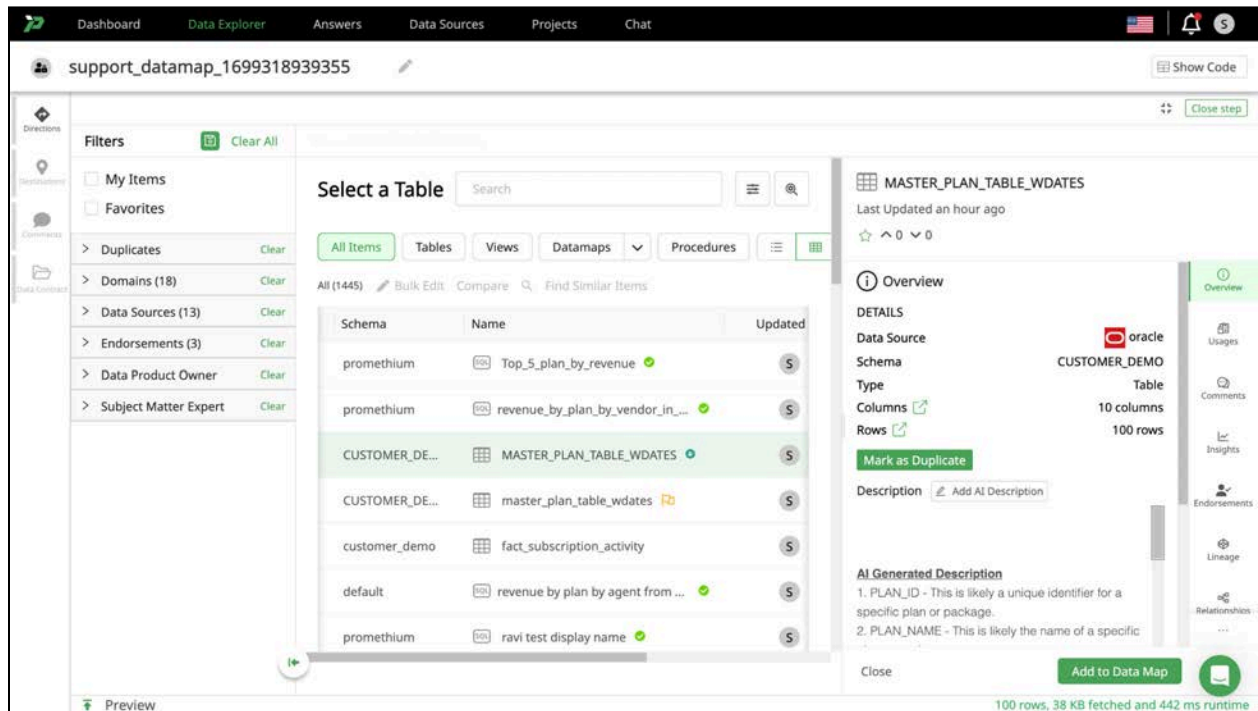 Dashboard Data Explorer Answers Data Sources Projects Chat S
support_datamap_1699318939355 Show Code
Close step
Directions
Destinations
Comments
Data Contract
Filters Clear All
My Items
Favorites
> Duplicates Clear
> Domains (18) Clear
> Data Sources (13) Clear
> Endorsements (3) Clear
> Data Product Owner Clear
> Subject Matter Expert Clear
Select a Table Search
All Items Tables Views Datamaps Procedures
All (1445) Bulk Edit Compare Find Similar Items
Schema Name Updated
promethium SQL Top_5_plan_by_revenue S
promethium SQL revenue_by_plan_by_vendor_in_... S
CUSTOMER_DE... MASTER_PLAN_TABLE_WDATES S
CUSTOMER_DE... master_plan_table_wdates S
customer_demo fact_subscription_activity S
default SQL revenue by plan by agent from ... S
promethium SQL ravi test display name S
MASTER_PLAN_TABLE_WDATES
Last Updated an hour ago
0 0
Overview
DETAILS
Data Source oracle
Schema CUSTOMER_DEMO
Type Table
Columns 10 columns
Rows 100 rows
Mark as Duplicate
Description Add AI Description
AI Generated Description
1. PLAN_ID - This is likely a unique identifier for a
specific plan or package.
2. PLAN_NAME - This is likely the name of a specific
Close Add to Data Map
Overview
Usages
Comments
Insights
Endorsements
Lineage
Relationships
...
Preview 100 rows, 38 KB fetched and 442 ms runtime